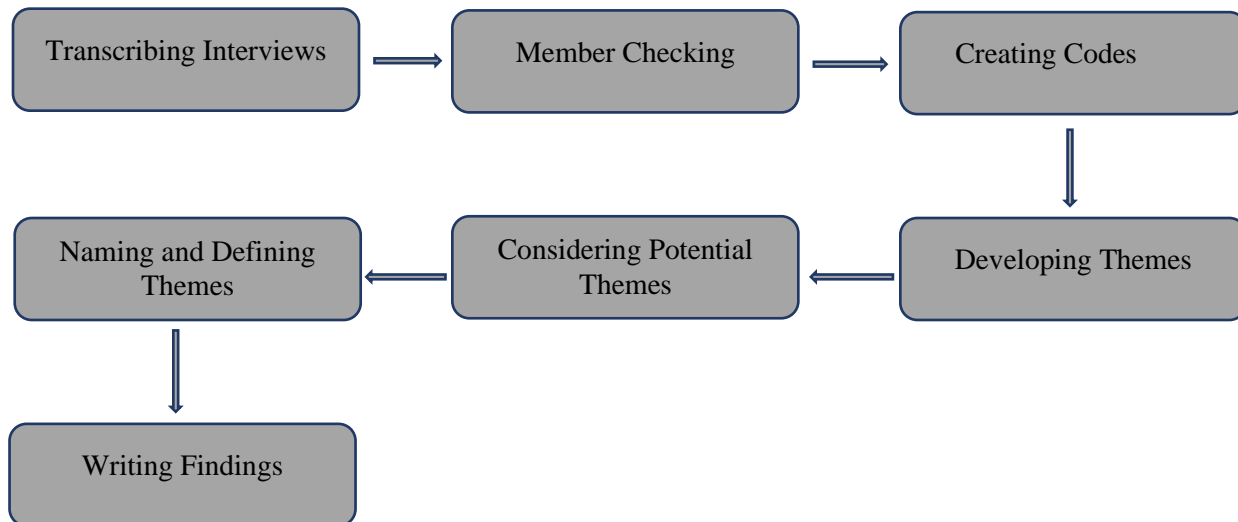 Transcribing Interviews
Member Checking
Creating Codes
Developing Themes
Considering Potential
Themes
Naming and Defining
Themes
Writing Findings